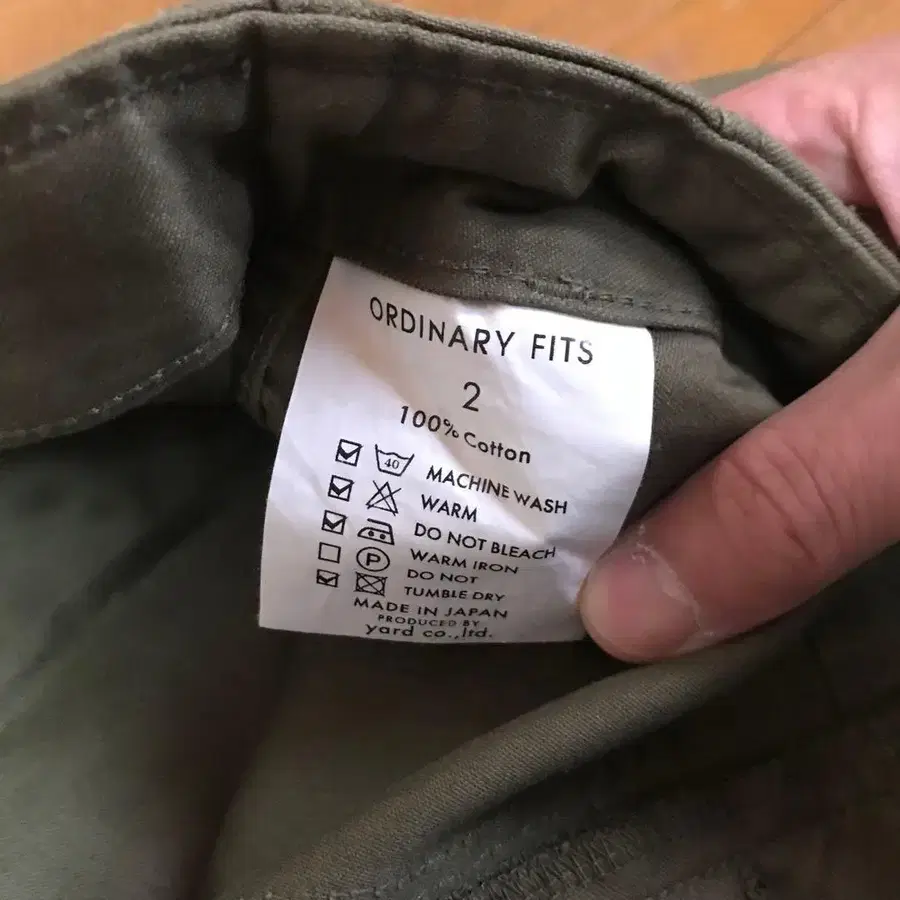 ORDINARY FITS
2
100% Cotton
40 MACHINE WASH
WARM
DO NOT BLEACH
WARM IRON
P DO NOT
TUMBLE DRY
MADE IN JAPAN
PRODUCED BY
yard co.,ltd.